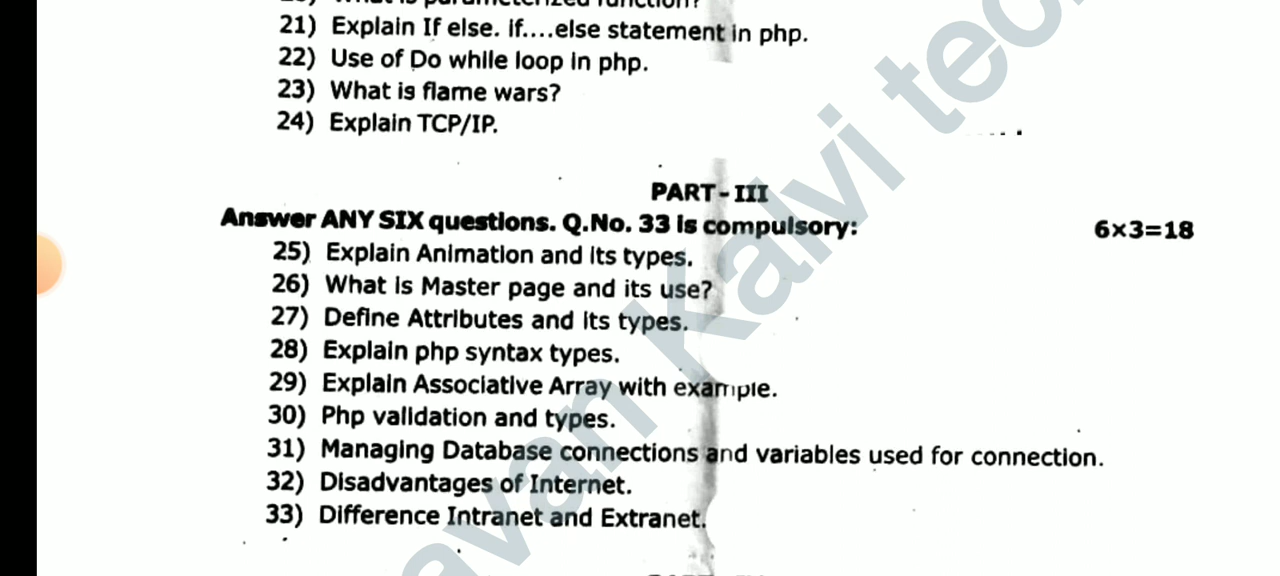 21) Explain If else. if....else statement in php.
22) Use of Do while loop in php.
23) What is flame wars?
24) Explain TCP/IP.
PART - III
Answer ANY SIX questions. Q.No. 33 is compulsory: 6x3=18
25) Explain Animation and its types.
26) What is Master page and its use?
27) Define Attributes and its types.
28) Explain php syntax types.
29) Explain Associative Array with example.
30) Php validation and types.
31) Managing Database connections and variables used for connection.
32) Disadvantages of Internet.
33) Difference Intranet and Extranet.
Kalvi